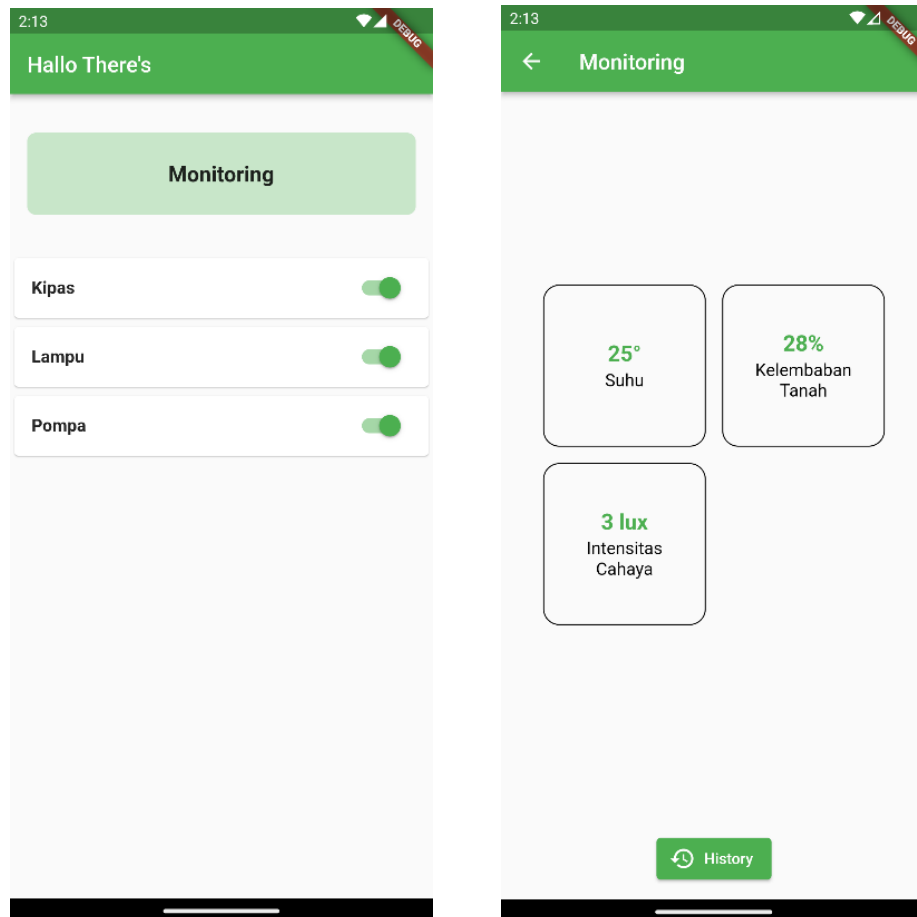 2:13
DEBUG
Hallo There's
Monitoring
Kipas
Lampu
Pompa
2:13
DEBUG
Monitoring
25°
Suhu
28%
Kelembaban
Tanah
3 lux
Intensitas
Cahaya
History